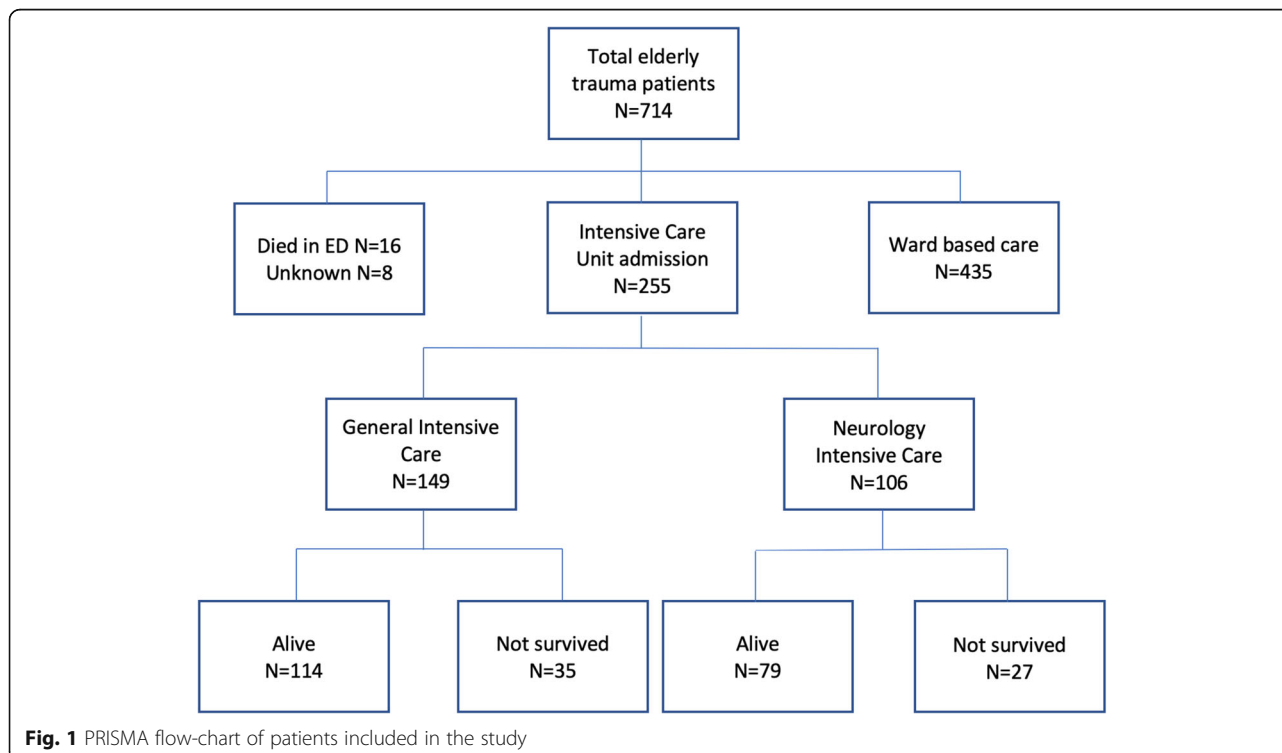 Total elderly
trauma patients
N=714
Died in ED N=16
Unknown N=8
Intensive Care
Unit admission
N=255
Ward based care
N=435
General Intensive
Care
N=149
Neurology
Intensive Care
N=106
Alive
N=114
Not survived
N=35
Alive
N=79
Not survived
N=27
Fig. 1 PRISMA flow-chart of patients included in the study